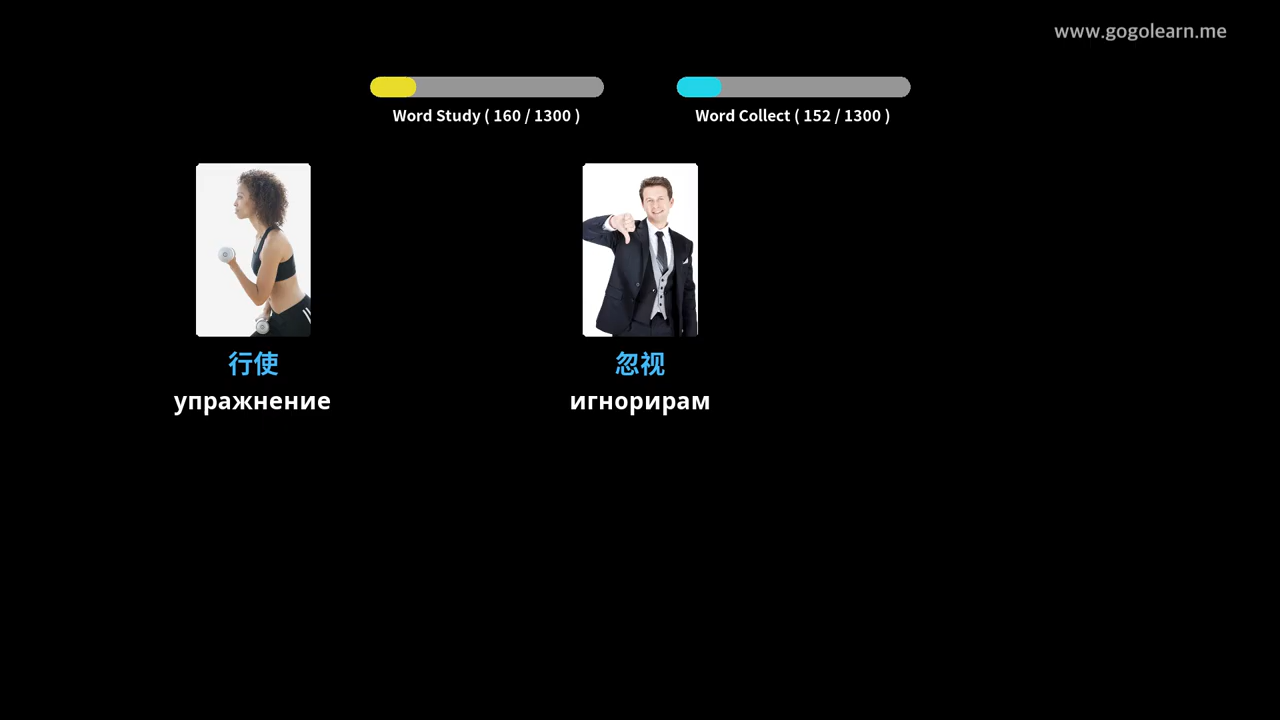 www.gogolearn.me
Word Study ( 160 / 1300 )
Word Collect ( 152 / 1300 )
行使
упражнение
忽视
игнорирам